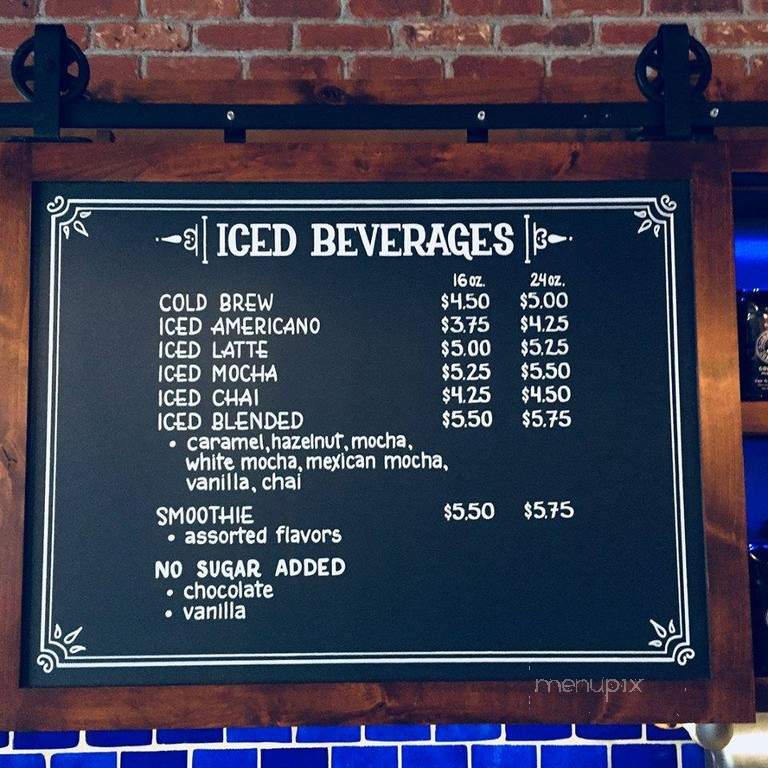 ICED BEVERAGES
16 oz. 24 oz.
COLD BREW $4.50 $5.00
ICED AMERICANO $3.75 $4.25
ICED LATTE $5.00 $5.25
ICED MOCHA $5.25 $5.50
ICED CHAI $4.25 $4.50
ICED BLENDED $5.50 $5.75
• caramel, hazelnut, mocha,
white mocha, mexican mocha,
vanilla, chai
SMOOTHIE $5.50 $5.75
• assorted flavors
NO SUGAR ADDED
• chocolate
• vanilla
menupix